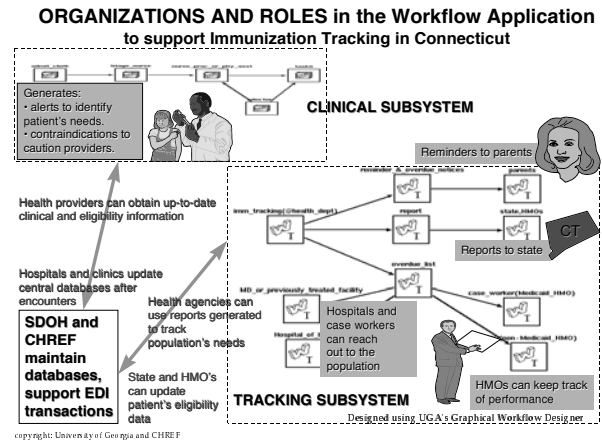 ORGANIZATIONS AND ROLES in the Workflow Application
to support Immunization Tracking in Connecticut
Generates:
• alerts to identify
patient's needs.
• contraindications to
caution providers.
CLINICAL SUBSYSTEM
Reminders to parents
reminder_&_overdue_notices
parents
Health providers can obtain up-to-date
clinical and eligibility information
imm_tracking(@health_dept)
report
state,HMOs
CT
Reports to state
overdue_list
Hospitals and clinics update
central databases after
encounters
MD_or_previously_treated_facility
case_worker(Medicaid_HMO)
Health agencies can
use reports generated
to track
population's needs
Hospitals and
case workers
can reach
out to the
population
SDOH and
CHREF
maintain
databases,
support EDI
transactions
Hospital_of_
non-Medicaid_HMO)
State and HMO's
can update
patient's eligibility
data
HMOs can keep track
of performance
TRACKING SUBSYSTEM
Designed using UGA's Graphical Workflow Designer
copyright: University of Georgia and CHREF